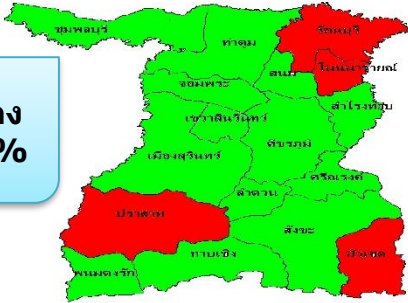 ชุมพลบุรี
ท่าตูม
รัตนบุรี
สนม
โนนนารายณ์
จอมพระ
สำโรงทาบ
เขวาสินรินทร์
ศีขรภูมิ
เมืองสุรินทร์
ศรีณรงค์
ลำดวน
ปราสาท
สังขะ
บัวเชด
กาบเชิง
พนมดงรัก
%